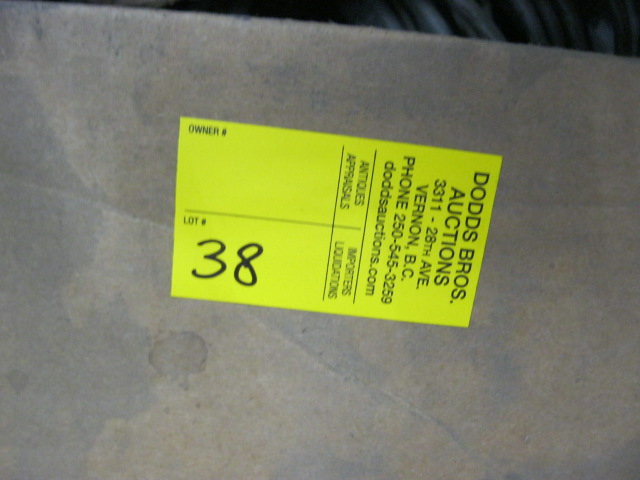 DODDS BROS.
AUCTIONS
3311 - 28TH AVE.
VERNON, B.C.
PHONE 250-545-3259
doddsauctions.com
ANTIQUES IMPORTERS
APPRAISALS LIQUIDATIONS
OWNER #
LOT #
38